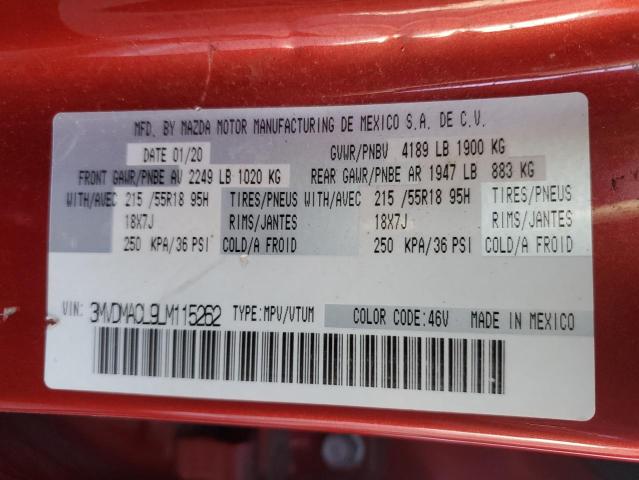 MFD. BY MAZDA MOTOR MANUFACTURING DE MEXICO S.A. DE C.V.
DATE 01/20 GVWR/PNBV 4189 LB 1900 KG
FRONT GAWR/PNBE AV 2249 LB 1020 KG REAR GAWR/PNBE AR 1947 LB 883 KG
WITH/AVEC 215 /55R18 95H TIRES/PNEUS WITH/AVEC 215 /55R18 95H TIRES/PNEUS
18X7J RIMS/JANTES 18X7J RIMS/JANTES
250 KPA/36 PSI COLD/A FROID 250 KPA/36 PSI COLD/A FROID
VIN: 3MVDMACL9LM115262 TYPE:MPV/VTUM COLOR CODE:46V MADE IN MEXICO